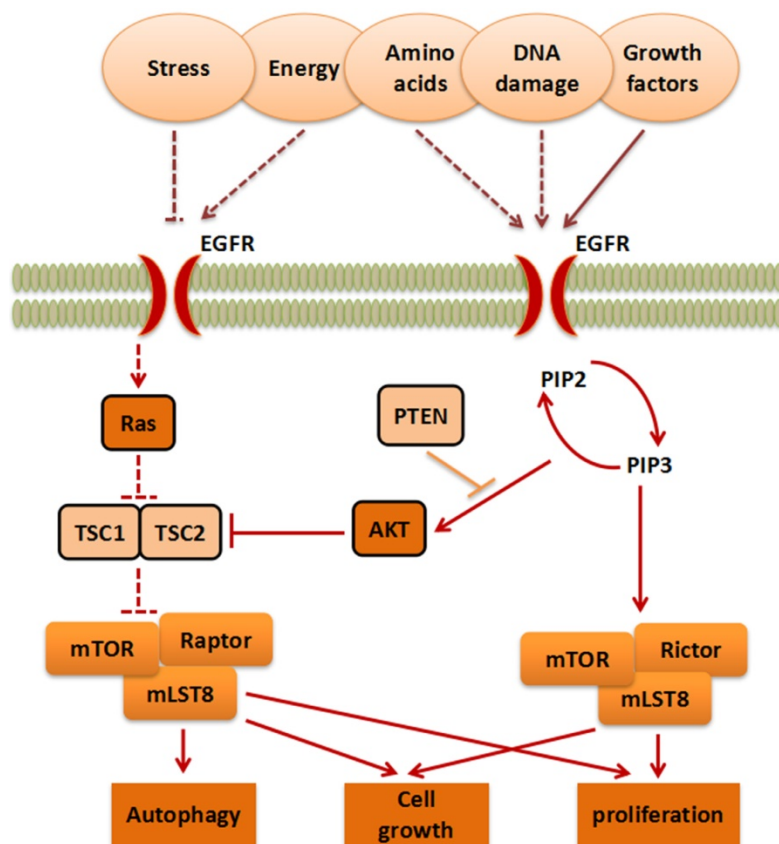 Stress
Energy
Amino
acids
DNA
damage
Growth
factors
EGFR
EGFR
PIP2
PTEN
Ras
PIP3
TSC1
TSC2
AKT
mTOR
Raptor
mLST8
mTOR
Rictor
mLST8
Autophagy
Cell
growth
proliferation